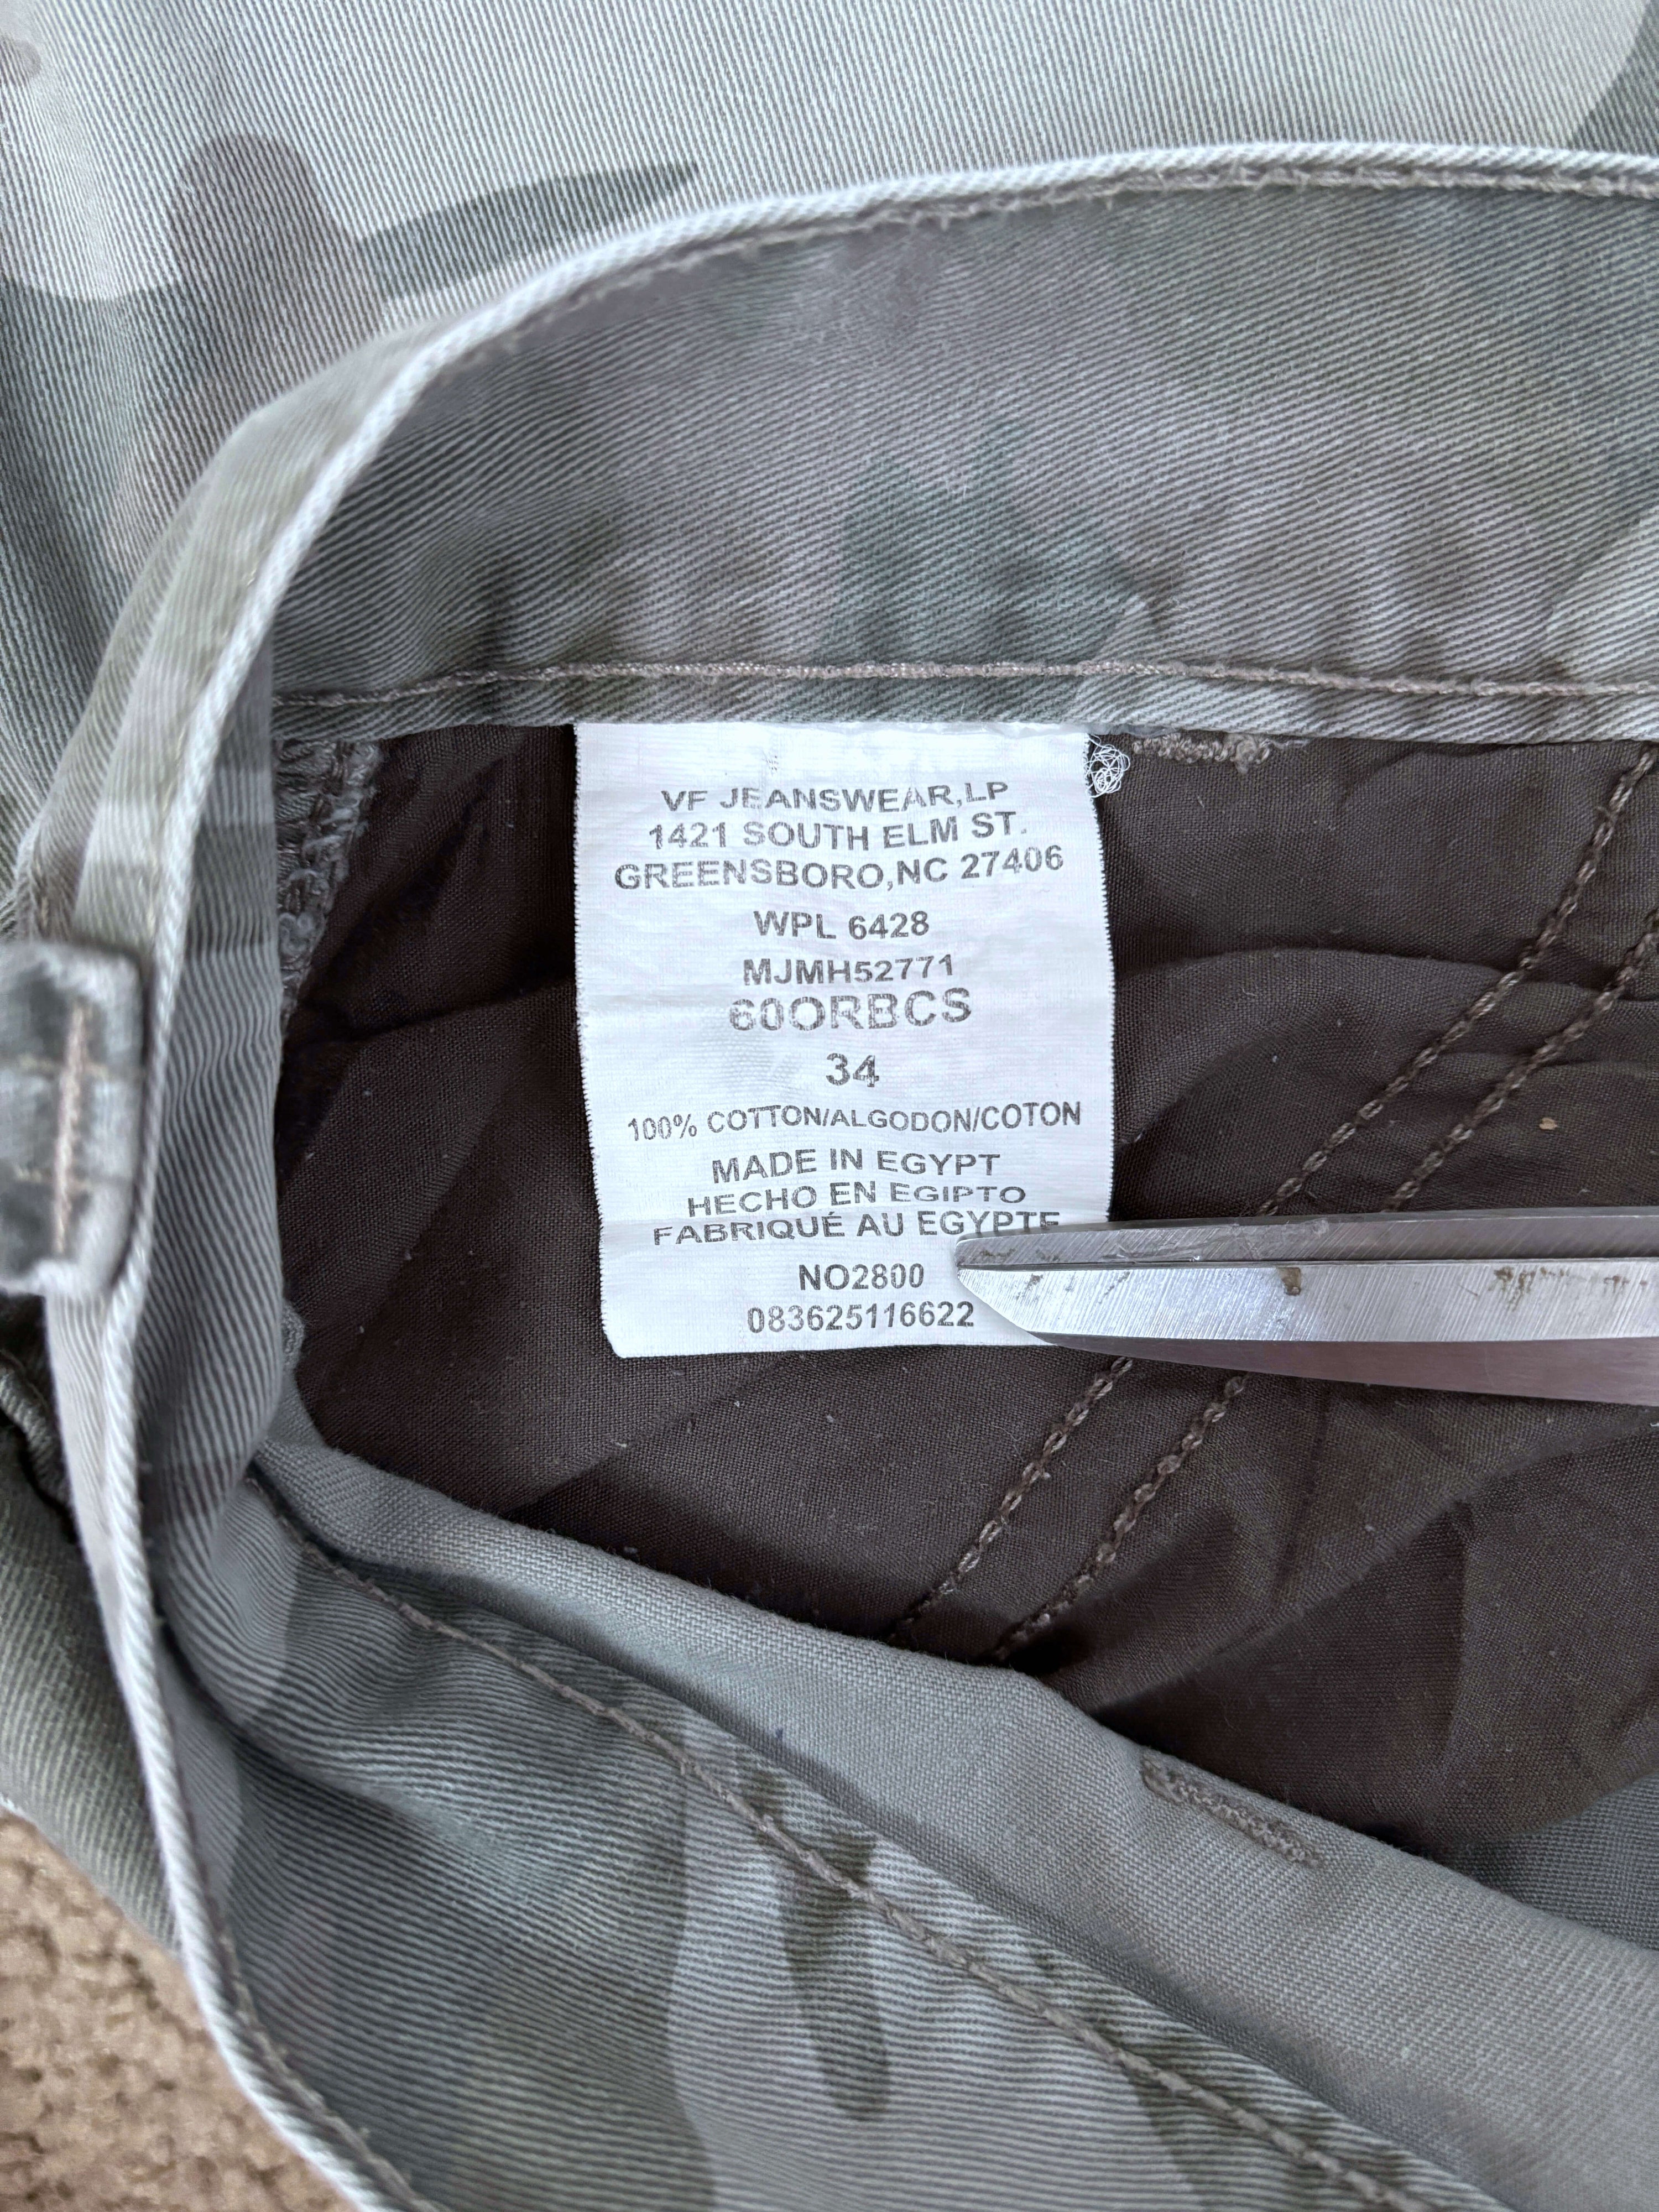 VF JEANSWEAR,LP
1421 SOUTH ELM ST.
GREENSBORO,NC 27406
WPL 6428
MJMH52771
60ORBCS
34
100% COTTON/ALGODON/COTON
MADE IN EGYPT
HECHO EN EGIPTO
FABRIQUÉ AU EGYPTE
NO2800
083625116622